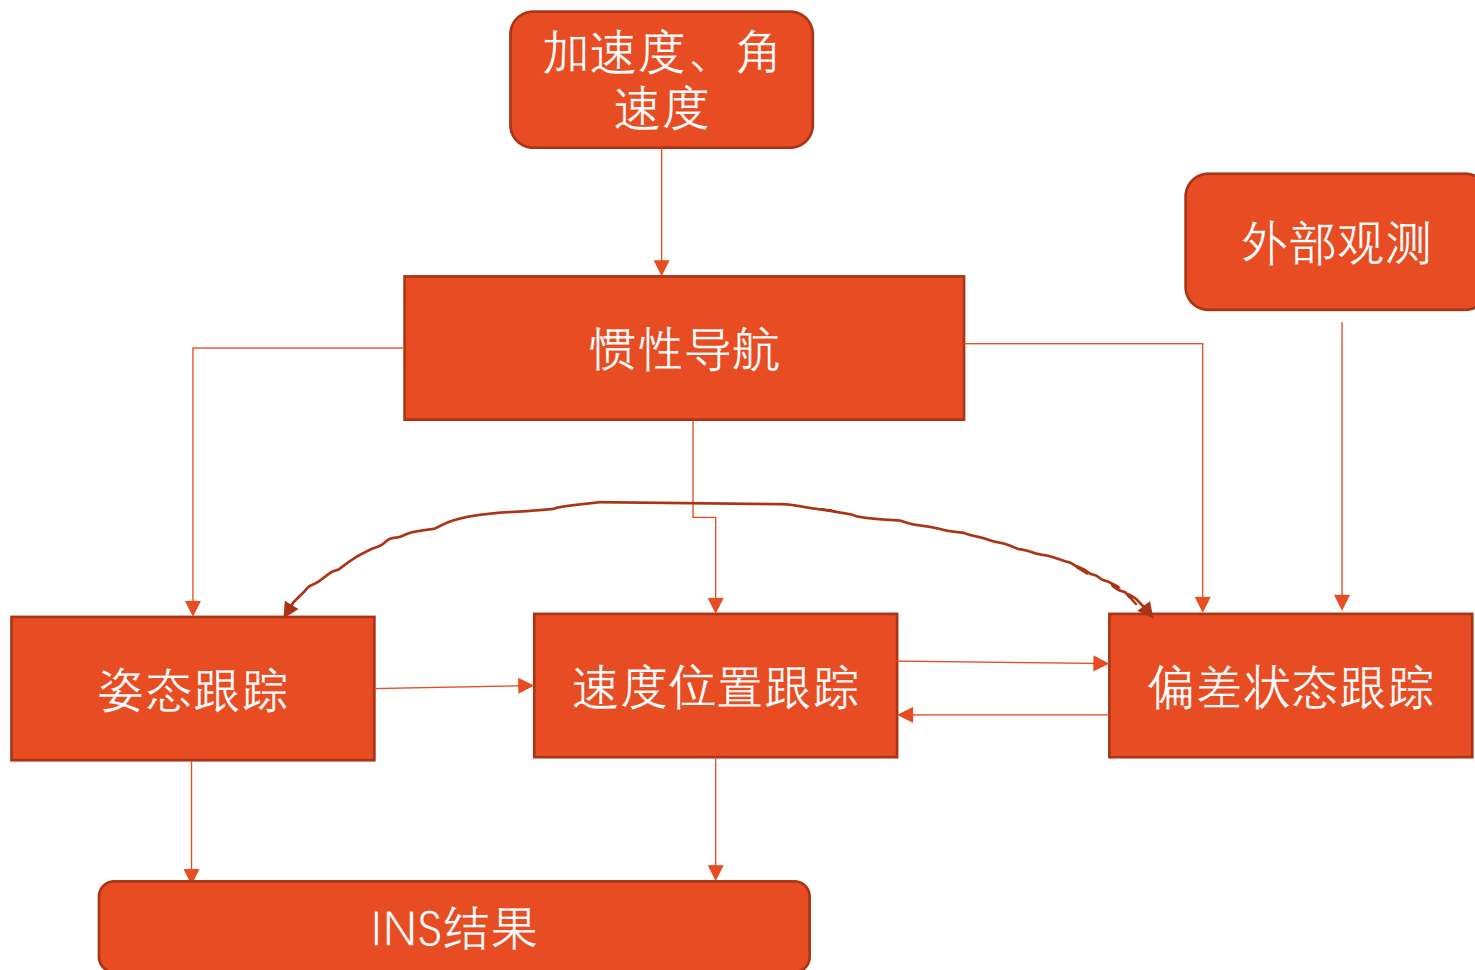 加速度、角
速度
外部观测
惯性导航
姿态跟踪
速度位置跟踪
偏差状态跟踪
INS结果